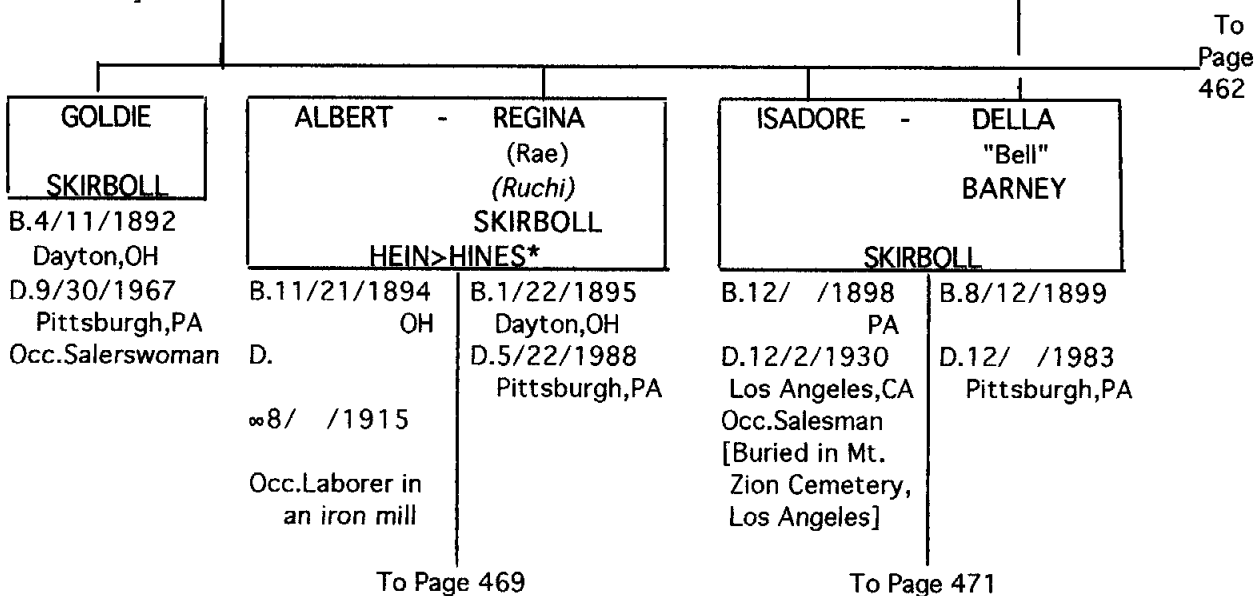 ]
To
Page
462
GOLDIE
SKIRBOLL
B.4/11/1892
Dayton,OH
D.9/30/1967
Pittsburgh,PA
Occ.Salerswoman
ALBERT - REGINA
(Rae)
(Ruchi)
SKIRBOLL
HEIN>HINES*
B.11/21/1894
OH
D.
∞8/ /1915
Occ.Laborer in
an iron mill
B.1/22/1895
Dayton,OH
D.5/22/1988
Pittsburgh,PA
To Page 469
ISADORE - DELLA
"Bell"
BARNEY
SKIRBOLL
B.12/ /1898
PA
D.12/2/1930
Los Angeles,CA
Occ.Salesman
[Buried in Mt.
Zion Cemetery,
Los Angeles]
B.8/12/1899
D.12/ /1983
Pittsburgh,PA
To Page 471